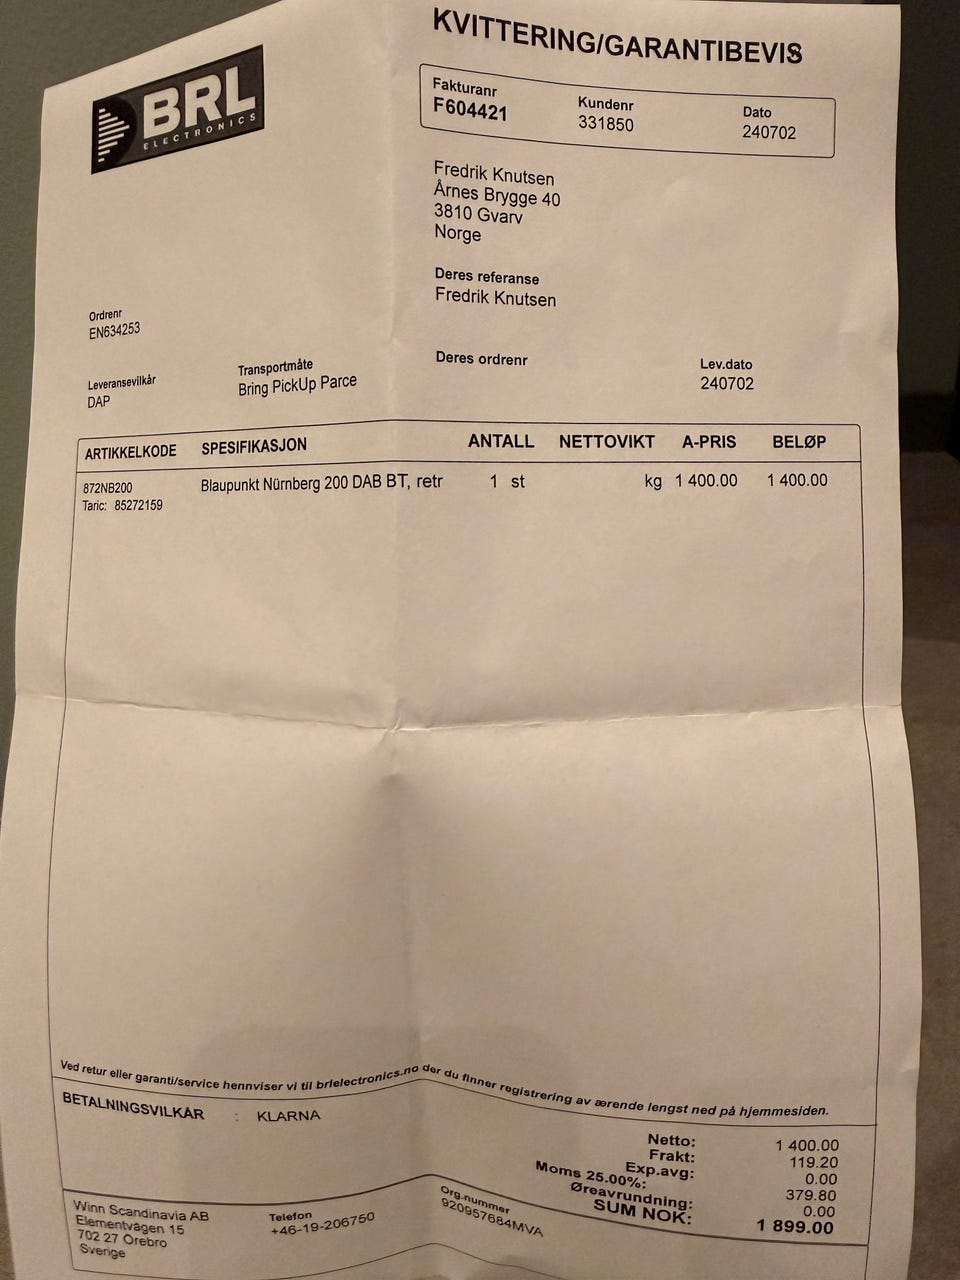 KVITTERING/GARANTIBEVIS
BRL
ELECTRONICS
Fakturanr Kundenr Dato
F604421 331850 240702
Fredrik Knutsen
Årnes Brygge 40
3810 Gvarv
Norge
Deres referanse
Fredrik Knutsen
Ordrenr
EN634253
Deres ordrenr Lev.dato
240702
Leveransevilkår Transportmåte
DAP Bring PickUp Parce
ARTIKKELKODE SPESIFIKASJON ANTALL NETTOVIKT A-PRIS BELØP
872NB200 Blaupunkt Nürnberg 200 DAB BT, retr 1 st kg 1 400.00 1 400.00
Taric: 85272159
Ved retur eller garanti/service hennviser vi til brlelectronics.no der du finner registrering av ærende lengst ned på hjemmesiden.
BETALNINGSVILKÅR : KLARNA
Netto: 1 400.00
Frakt: 119.20
Exp.avg: 0.00
Moms 25.00%: 379.80
Øreavrundning: 0.00
SUM NOK: 1 899.00
Winn Scandinavia AB
Elementvägen 15
702 27 Örebro
Sverige
Telefon
+46-19-206750
Org.nummer
920957684MVA